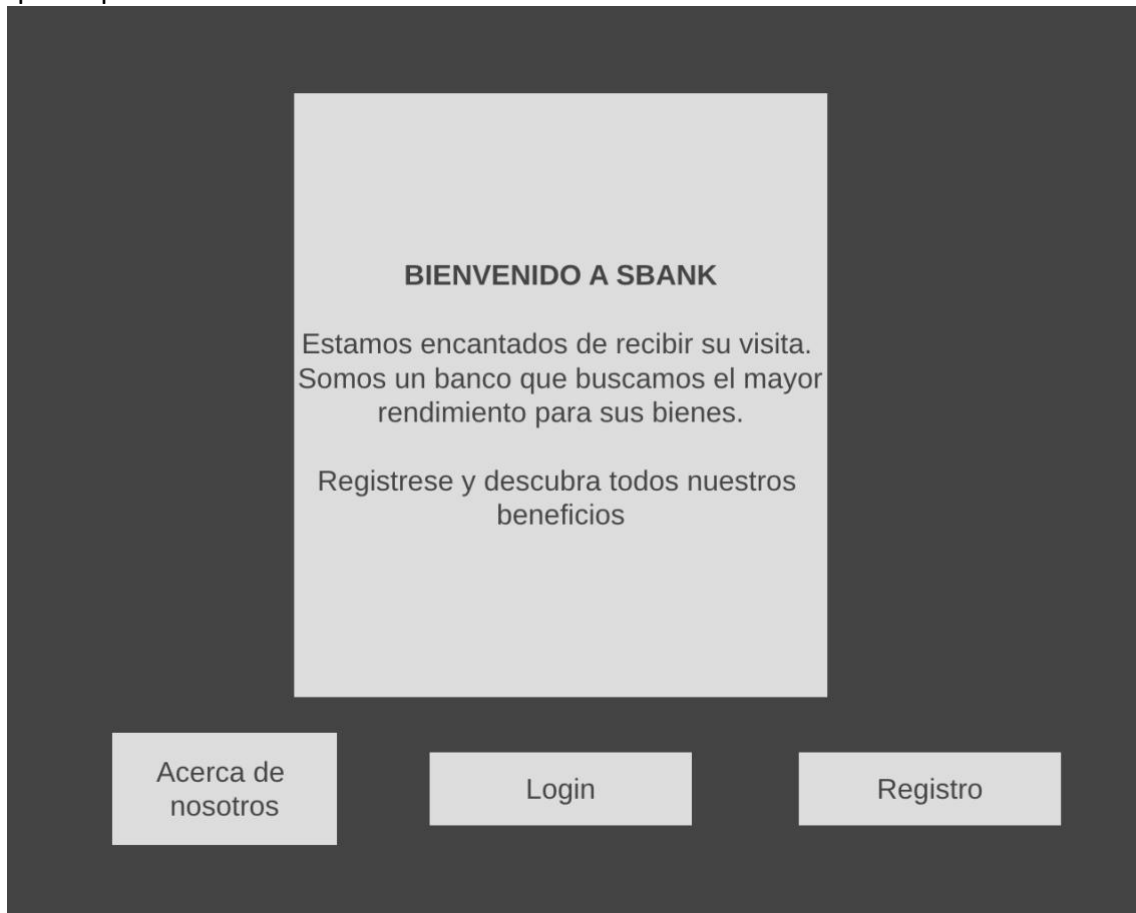 BIENVENIDO A SBANK
Estamos encantados de recibir su visita.
Somos un banco que buscamos el mayor
rendimiento para sus bienes.
Registrese y descubra todos nuestros
beneficios
Acerca de
nosotros
Login
Registro